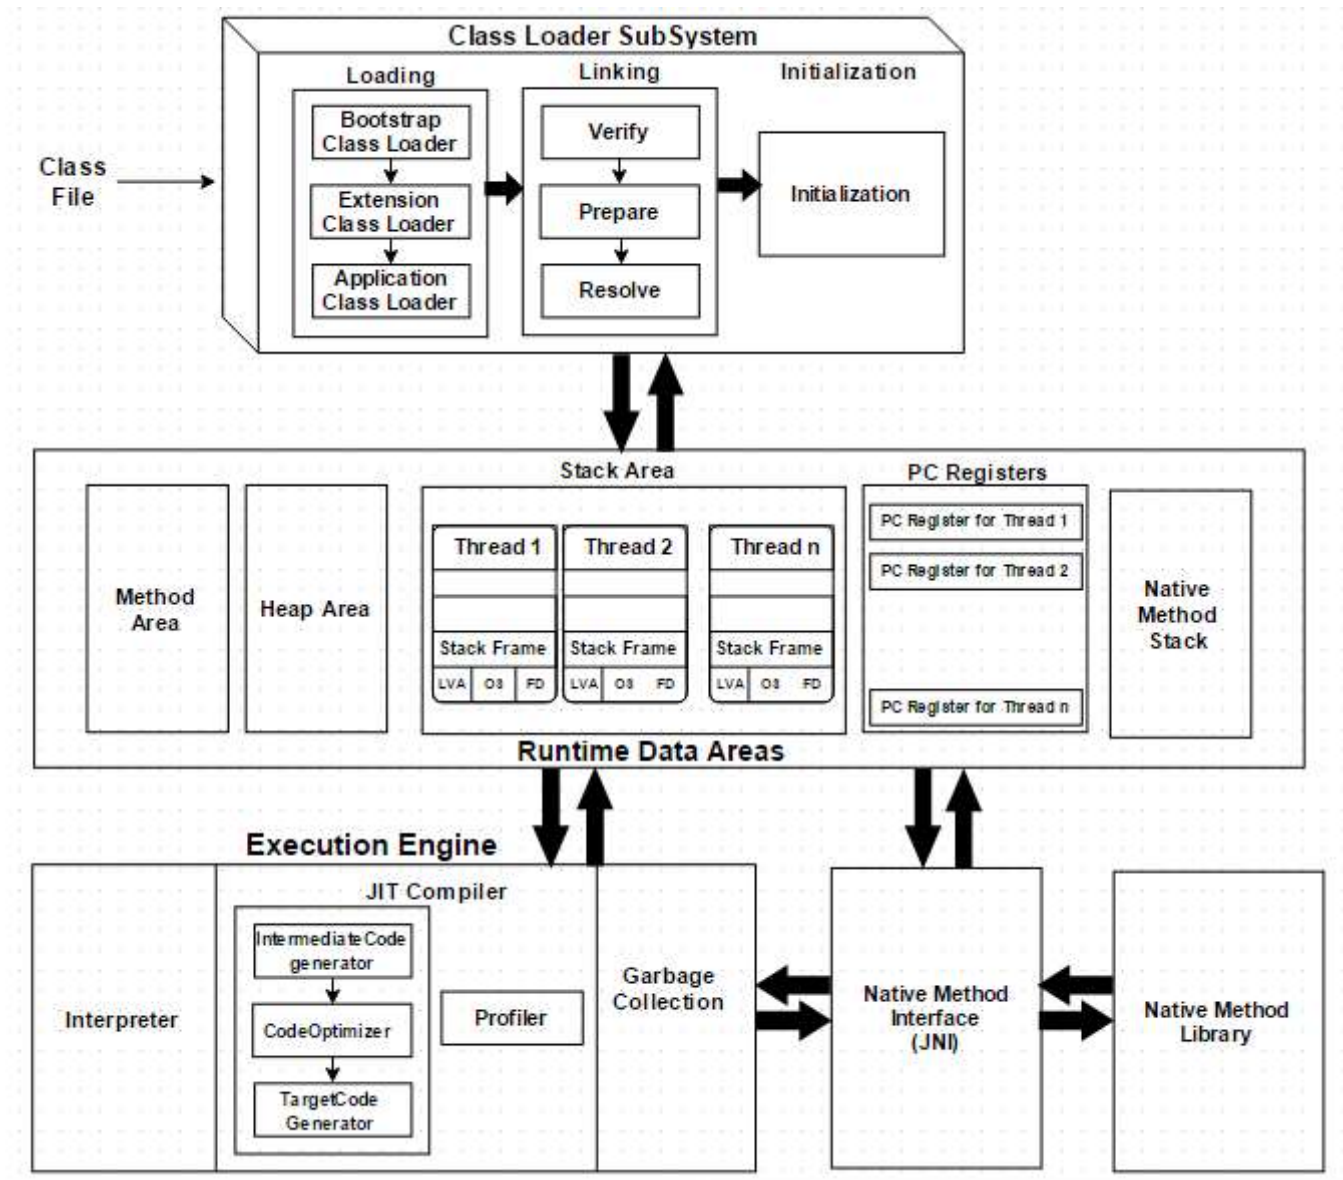 Class Loader SubSystem
Loading
Linking
Initialization
Class
File
Bootstrap
Class Loader
Extension
Class Loader
Application
Class Loader
Verify
Prepare
Resolve
Initialization
Stack Area
PC Registers
Method
Area
Heap Area
Thread 1
Thread 2
Thread n
Stack Frame
Stack Frame
Stack Frame
LVA OS FD
LVA OS FD
LVA OS FD
PC Register for Thread 1
PC Register for Thread 2
PC Register for Thread n
Native
Method
Stack
Runtime Data Areas
Execution Engine
Interpreter
JIT Compiler
IntermediateCode
generator
CodeOptimizer
TargetCode
Generator
Profiler
Garbage
Collection
Native Method
Interface
(JNI)
Native Method
Library